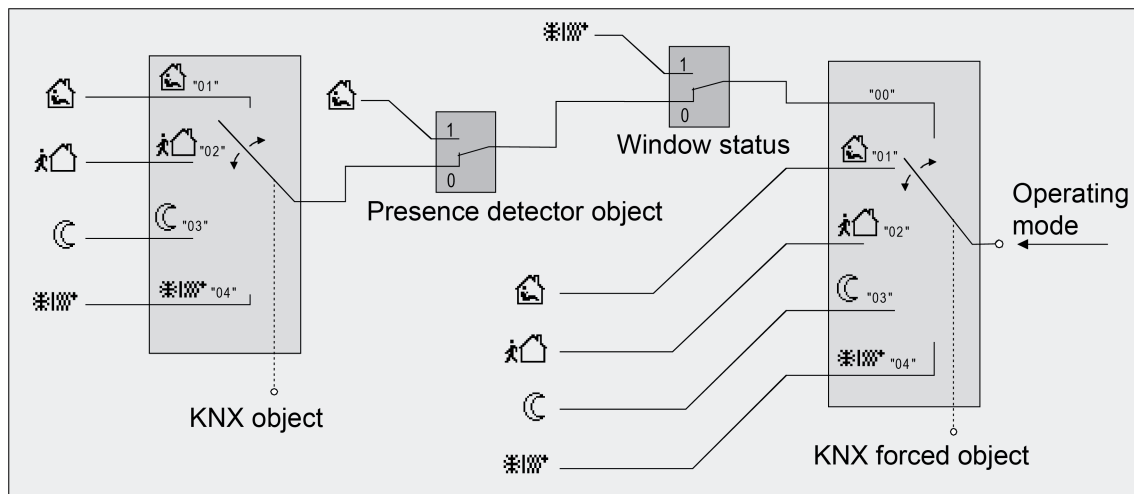 "01"
"02"
"03"
"04"
KNX object
1
0
Presence detector object
1
0
Window status
"00"
"01"
"02"
"03"
"04"
KNX forced object
Operating
mode